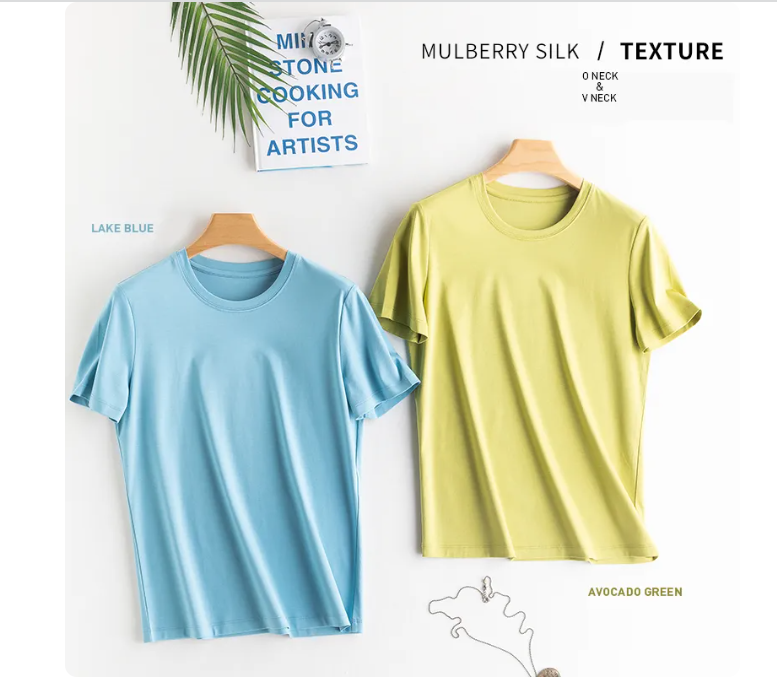 STONE
COOKING
FOR
ARTISTS
MULBERRY SILK / TEXTURE
O NECK
&
V NECK
LAKE BLUE
AVOCADO GREEN